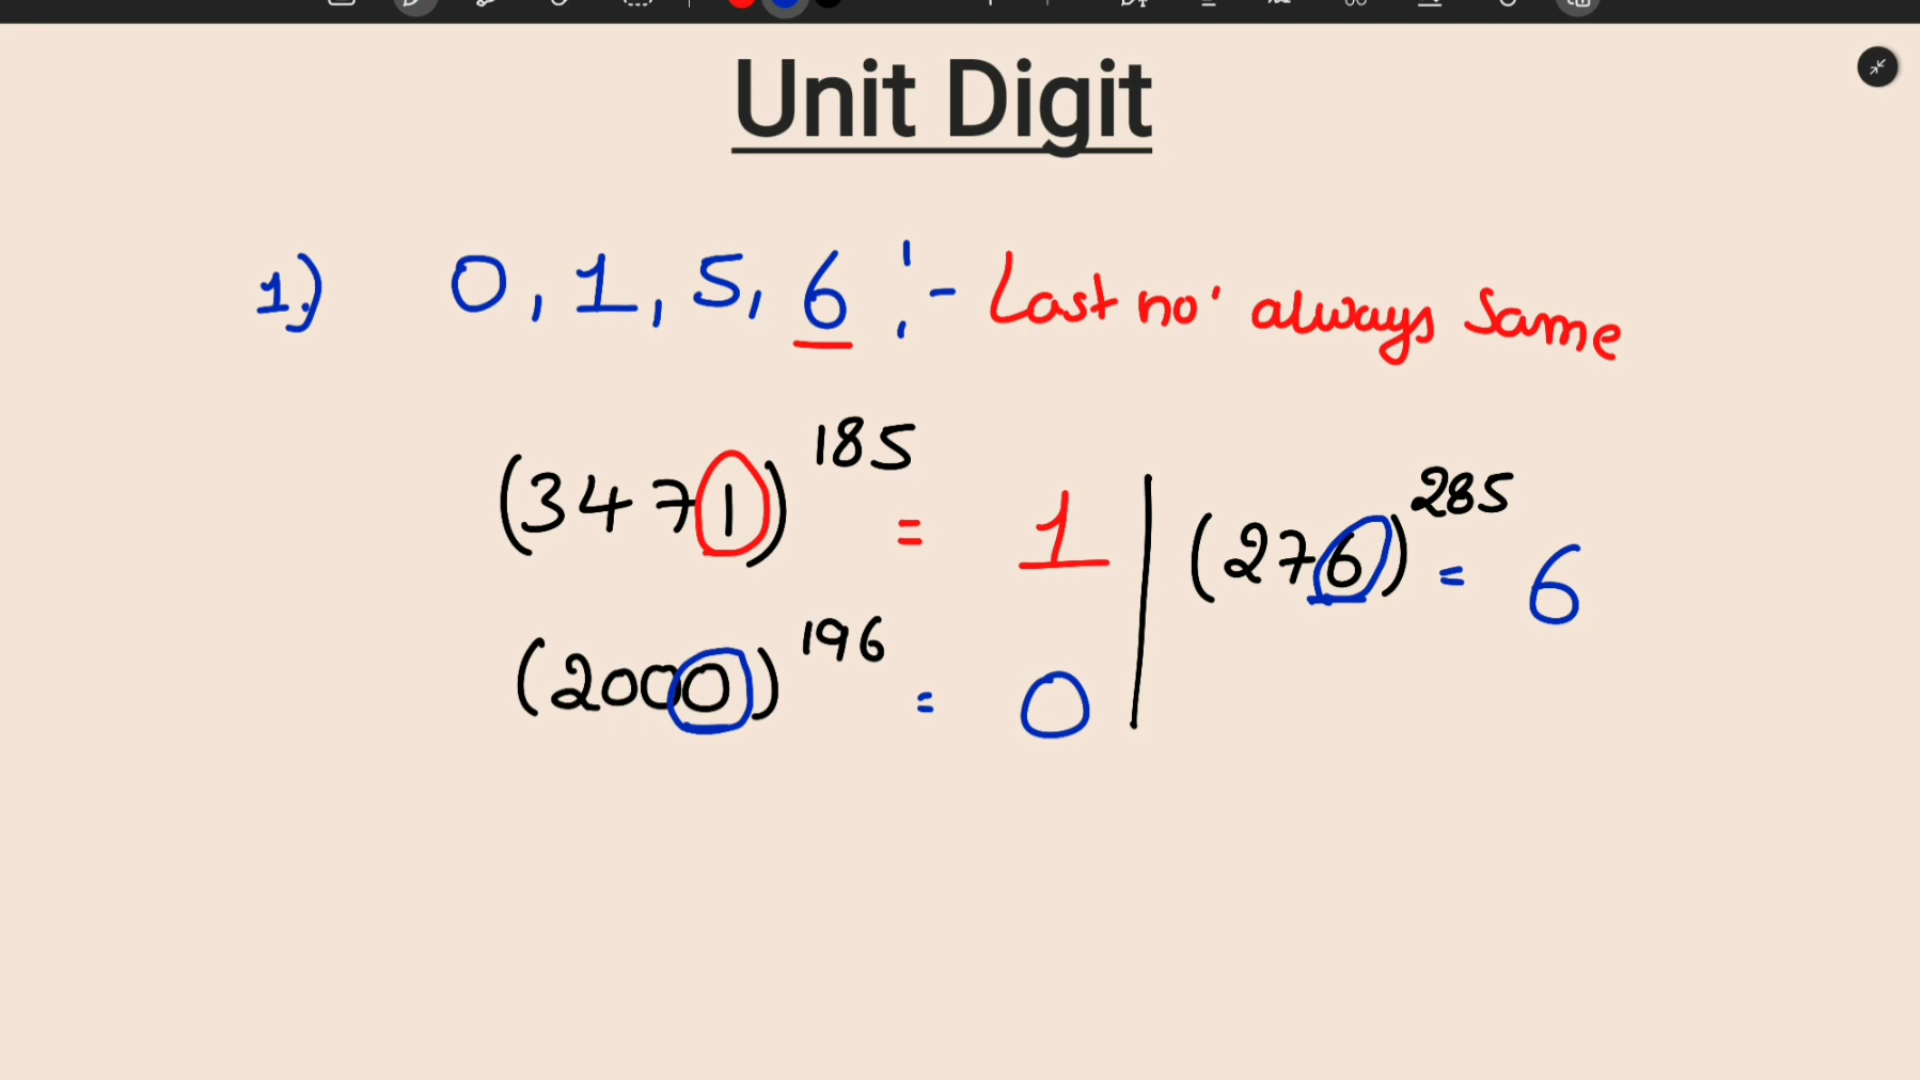 Unit Digit
1.) 0, 1, 5, 6 :- Last no' always Same
(3471)^185 = 1
(2000)^196 = 0
(276)^285 = 6